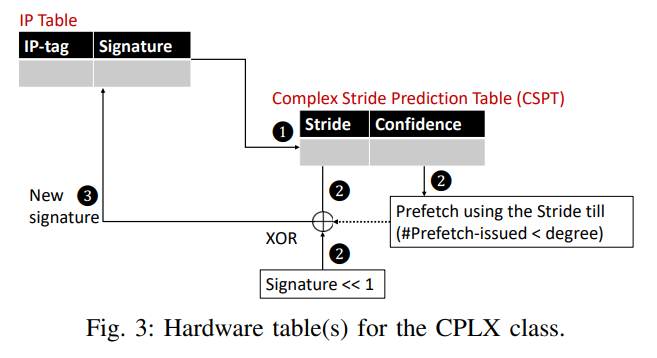 IP Table
IP-tag Signature
Complex Stride Prediction Table (CSPT)
1 Stride Confidence
2 2
New 3
signature
Prefetch using the Stride till
(#Prefetch-issued < degree)
XOR
2
Signature << 1
Fig. 3: Hardware table(s) for the CPLX class.